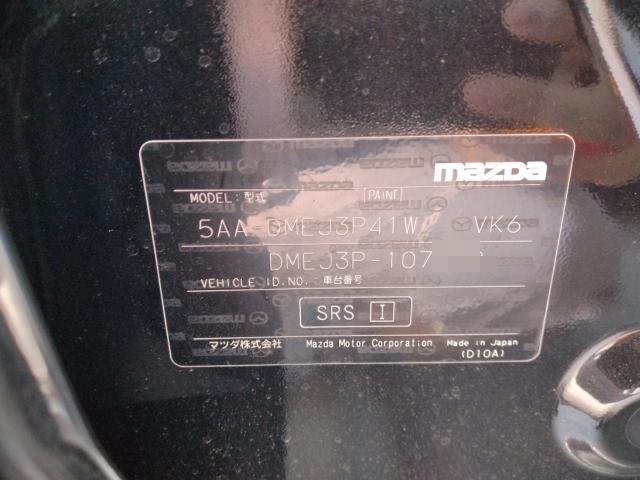 mazda
MODEL:型式 PAINT
5AA-DMEJ3P41W VK6
DMEJ3P-107
VEHICLE ID.NO. 車台番号
SRS I
マツダ株式会社 Mazda Motor Corporation Made in Japan
(D10A)